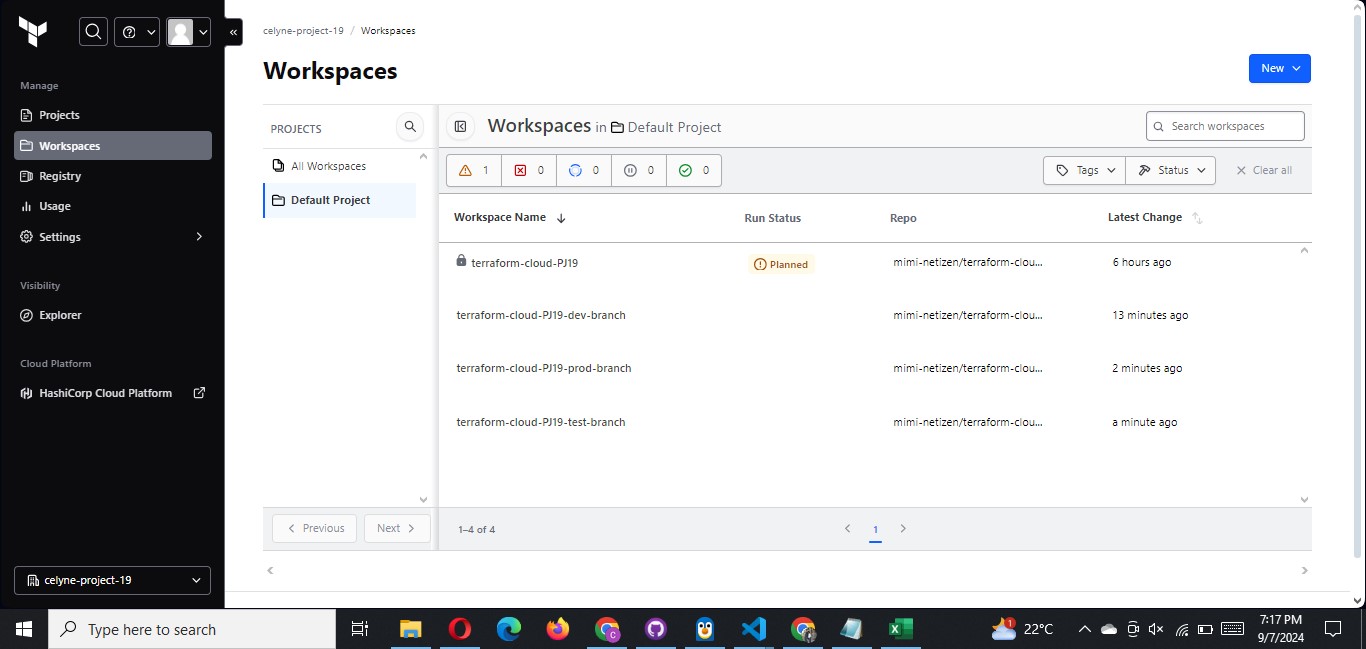 celyne-project-19 / Workspaces
Workspaces
New
Manage
Projects
Workspaces
Registry
Usage
Settings
Visibility
Explorer
Cloud Platform
HashiCorp Cloud Platform
celyne-project-19
PROJECTS
All Workspaces
Default Project
Previous Next
Workspaces in Default Project
Search workspaces
1 0 0 0 0
Tags Status Clear all
Workspace Name Run Status Repo Latest Change
terraform-cloud-PJ19 Planned mimi-netizen/terraform-clou... 6 hours ago
terraform-cloud-PJ19-dev-branch mimi-netizen/terraform-clou... 13 minutes ago
terraform-cloud-PJ19-prod-branch mimi-netizen/terraform-clou... 2 minutes ago
terraform-cloud-PJ19-test-branch mimi-netizen/terraform-clou... a minute ago
1–4 of 4 1
Type here to search
C
1
22°C
7:17 PM
9/7/2024